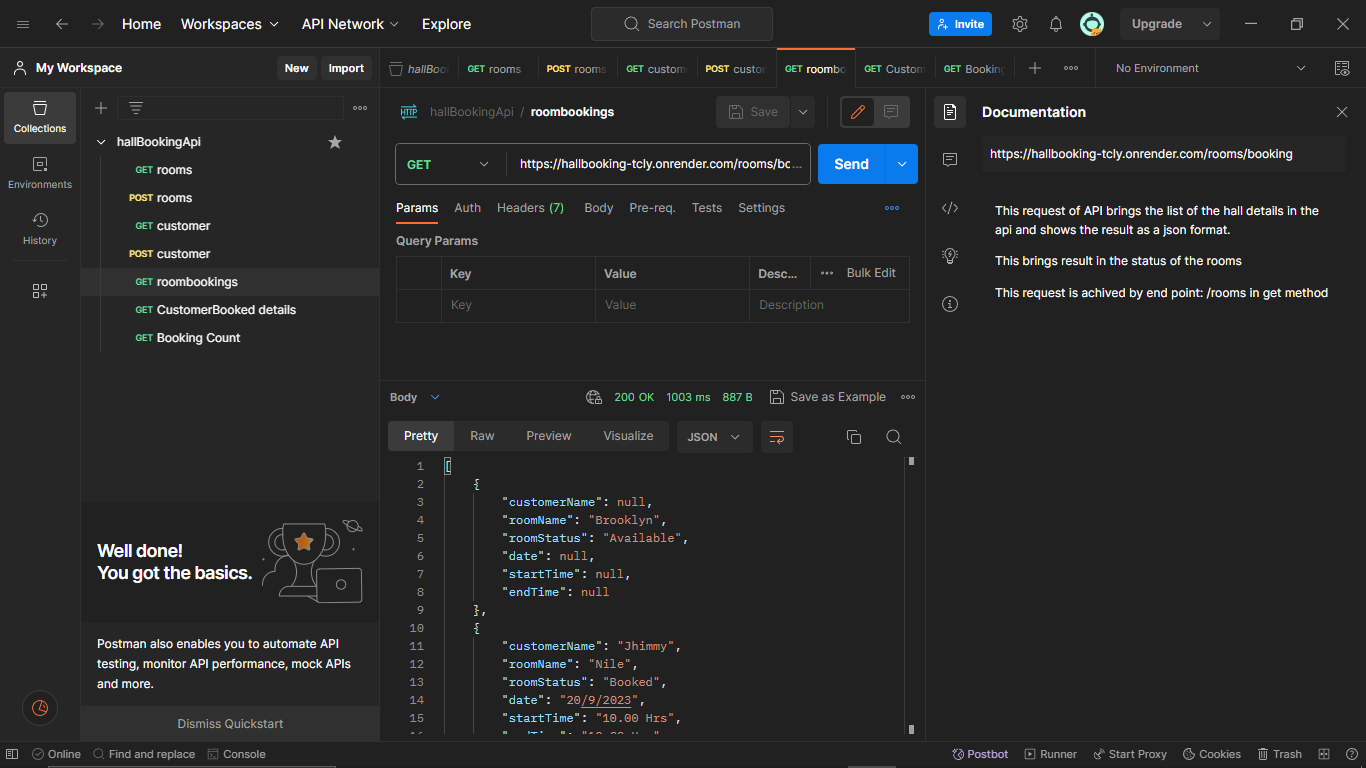 Home Workspaces API Network Explore Search Postman Invite Upgrade
My Workspace New Import
hallBoo GET rooms POST rooms GET custom POST custor GET roombo GET Custom GET Booking No Environment
Collections
Environments
History
hallBookingApi
GET rooms
POST rooms
GET customer
POST customer
GET roombookings
GET CustomerBooked details
GET Booking Count
Well done!
You got the basics.
Postman also enables you to automate API
testing, monitor API performance, mock APIs
and more.
Dismiss Quickstart
HTTP hallBookingApi / roombookings Save
GET https://hallbooking-tcly.onrender.com/rooms/bc... Send
Params Auth Headers (7) Body Pre-req. Tests Settings
Query Params
Key Value Desc... Bulk Edit
Key Value Description
Body 200 OK 1003 ms 887 B Save as Example
Pretty Raw Preview Visualize JSON
1 [
2 {
3 "customerName": null,
4 "roomName": "Brooklyn",
5 "roomStatus": "Available",
6 "date": null,
7 "startTime": null,
8 "endTime": null
9 },
10 {
11 "customerName": "Jhimmy",
12 "roomName": "Nile",
13 "roomStatus": "Booked",
14 "date": "20/9/2023",
15 "startTime": "10.00 Hrs",
Documentation
https://hallbooking-tcly.onrender.com/rooms/booking
This request of API brings the list of the hall details in the
api and shows the result as a json format.
This brings result in the status of the rooms
This request is achived by end point: /rooms in get method
Online Find and replace Console Postbot Runner Start Proxy Cookies Trash